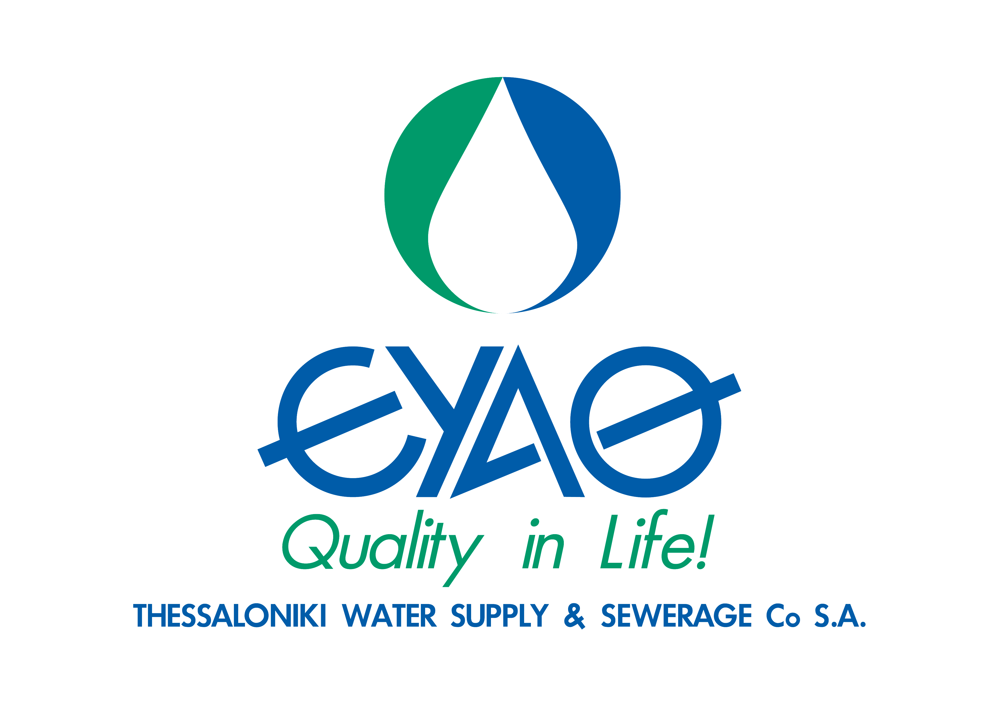 ΕΥΑΘ
Quality in Life!
THESSALONIKI WATER SUPPLY & SEWERAGE Co S.A.